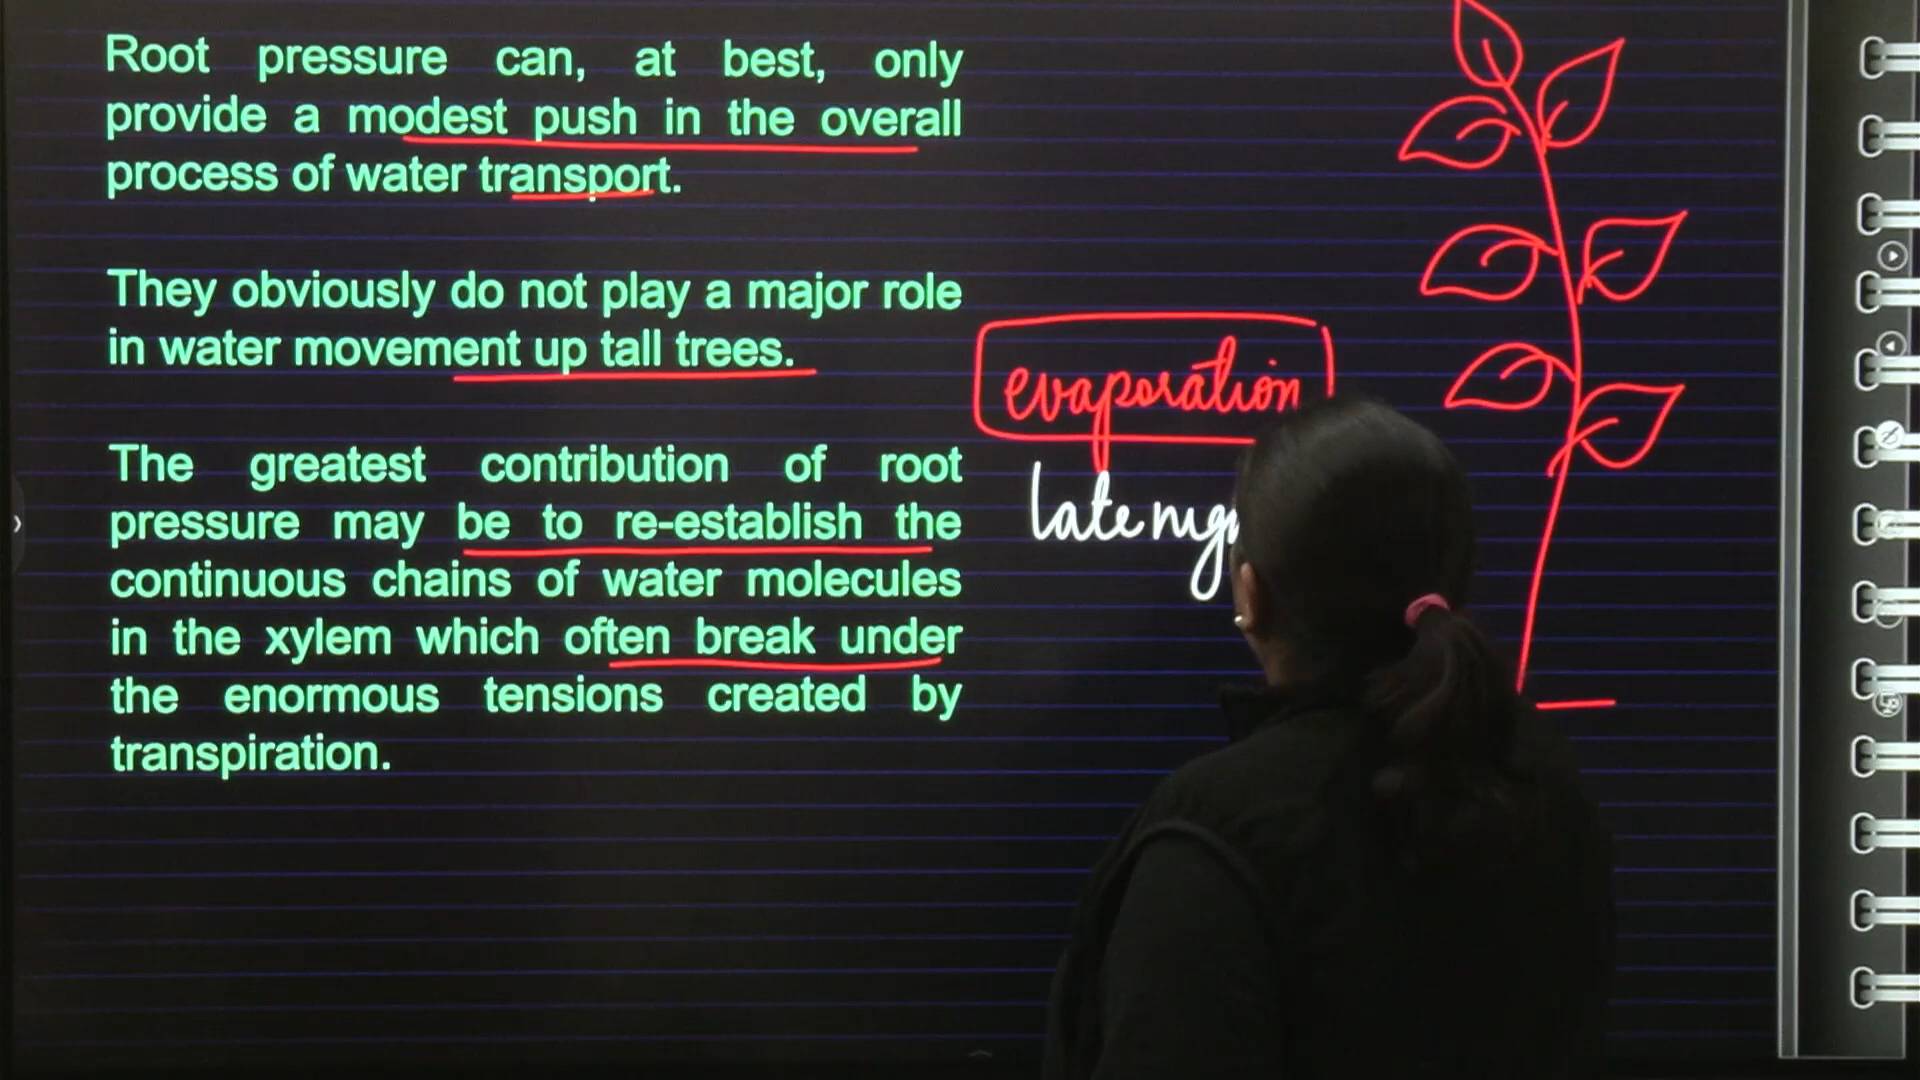 Root pressure can, at best, only
provide a modest push in the overall
process of water transport.
They obviously do not play a major role
in water movement up tall trees.
The greatest contribution of root
pressure may be to re-establish the
continuous chains of water molecules
in the xylem which often break under
the enormous tensions created by
transpiration.
evaporation
late